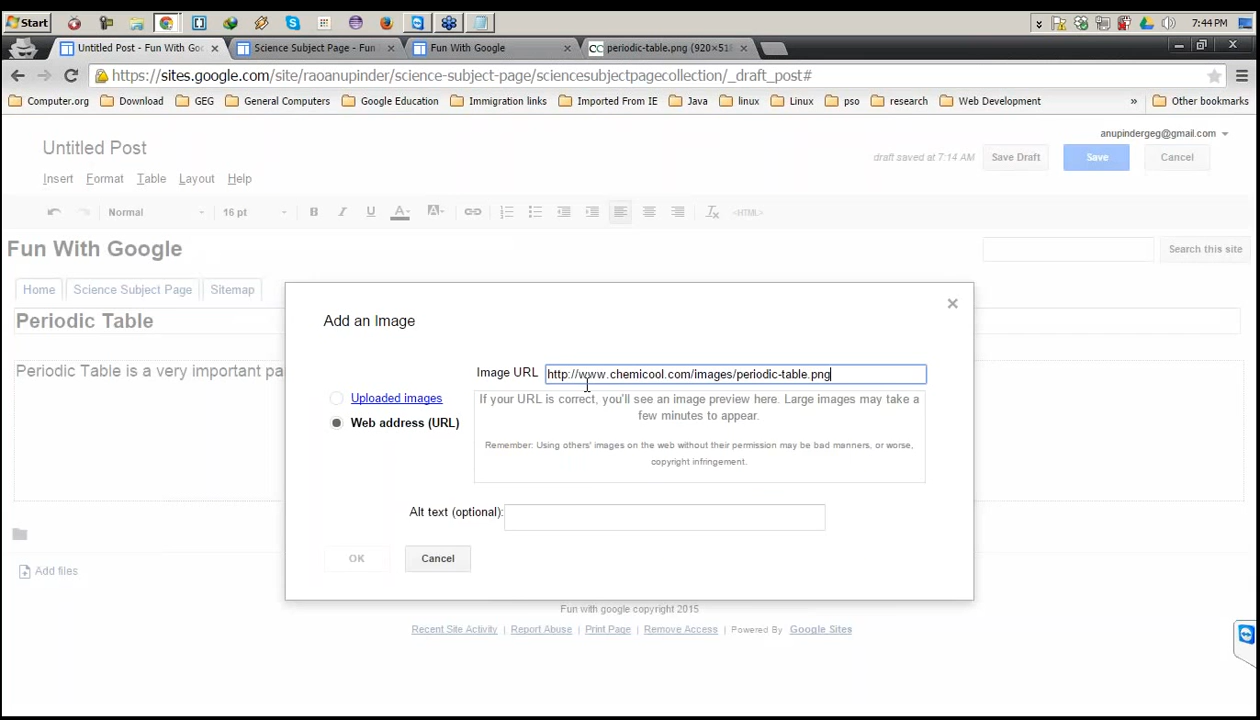 Start
7:44 PM
Untitled Post - Fun With Go
Science Subject Page - Fun
Fun With Google
periodic-table.png (920×518
https://sites.google.com/site/raoanupinder/science-subject-page/sciencesubjectpagecollection/_draft_post#
Computer.org Download GEG General Computers Google Education Immigration links Imported From IE Java linux Linux pso research Web Development » Other bookmarks
anupindergeg@gmail.com
Untitled Post
draft saved at 7:14 AM Save Draft Save Cancel
Insert Format Table Layout Help
Normal 16 pt B I U A A <HTML>
Fun With Google
Search this site
Home Science Subject Page Sitemap
Periodic Table
Periodic Table is a very important pa
Add an Image
Image URL http://www.chemicool.com/images/periodic-table.png
Uploaded images
Web address (URL)
If your URL is correct, you'll see an image preview here. Large images may take a
few minutes to appear.
Remember: Using others' images on the web without their permission may be bad manners, or worse,
copyright infringement.
Alt text (optional):
OK Cancel
Add files
Fun with google copyright 2015
Recent Site Activity | Report Abuse | Print Page | Remove Access | Powered By Google Sites